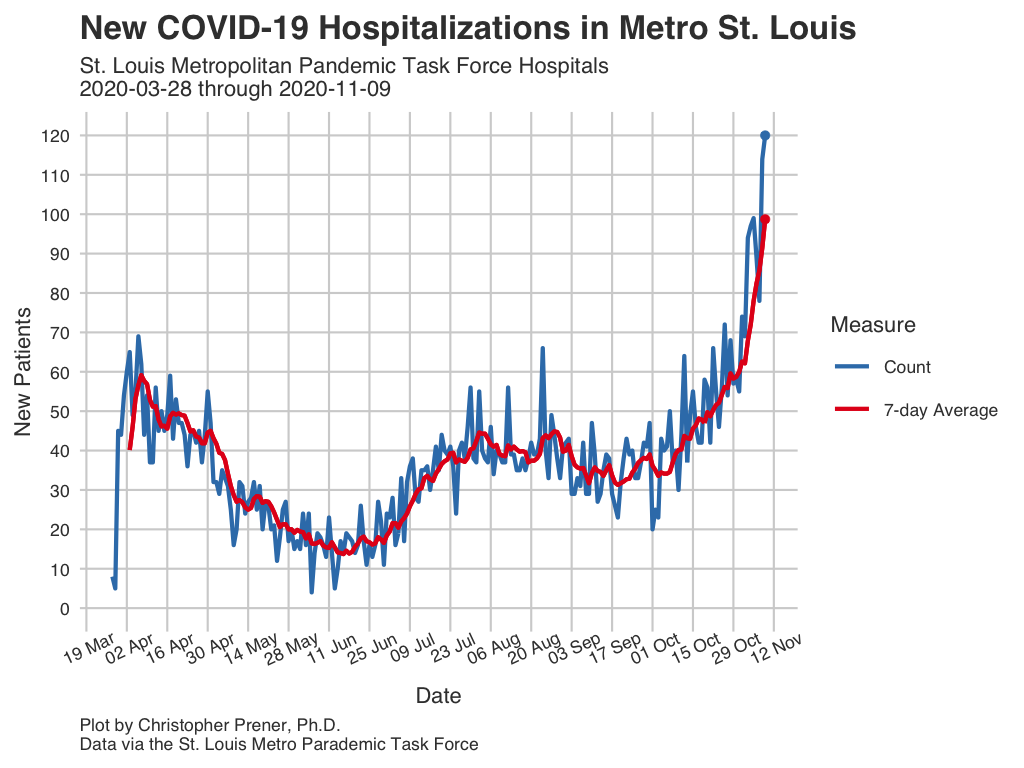 New COVID-19 Hospitalizations in Metro St. Louis
St. Louis Metropolitan Pandemic Task Force Hospitals
2020-03-28 through 2020-11-09
120
110
100
90
80
70
60
50
40
30
20
10
0
New Patients
19 Mar
02 Apr
16 Apr
30 Apr
14 May
28 May
11 Jun
25 Jun
09 Jul
23 Jul
06 Aug
20 Aug
03 Sep
17 Sep
01 Oct
15 Oct
29 Oct
12 Nov
Date
Measure
Count
7-day Average
Plot by Christopher Prener, Ph.D.
Data via the St. Louis Metro Parademic Task Force